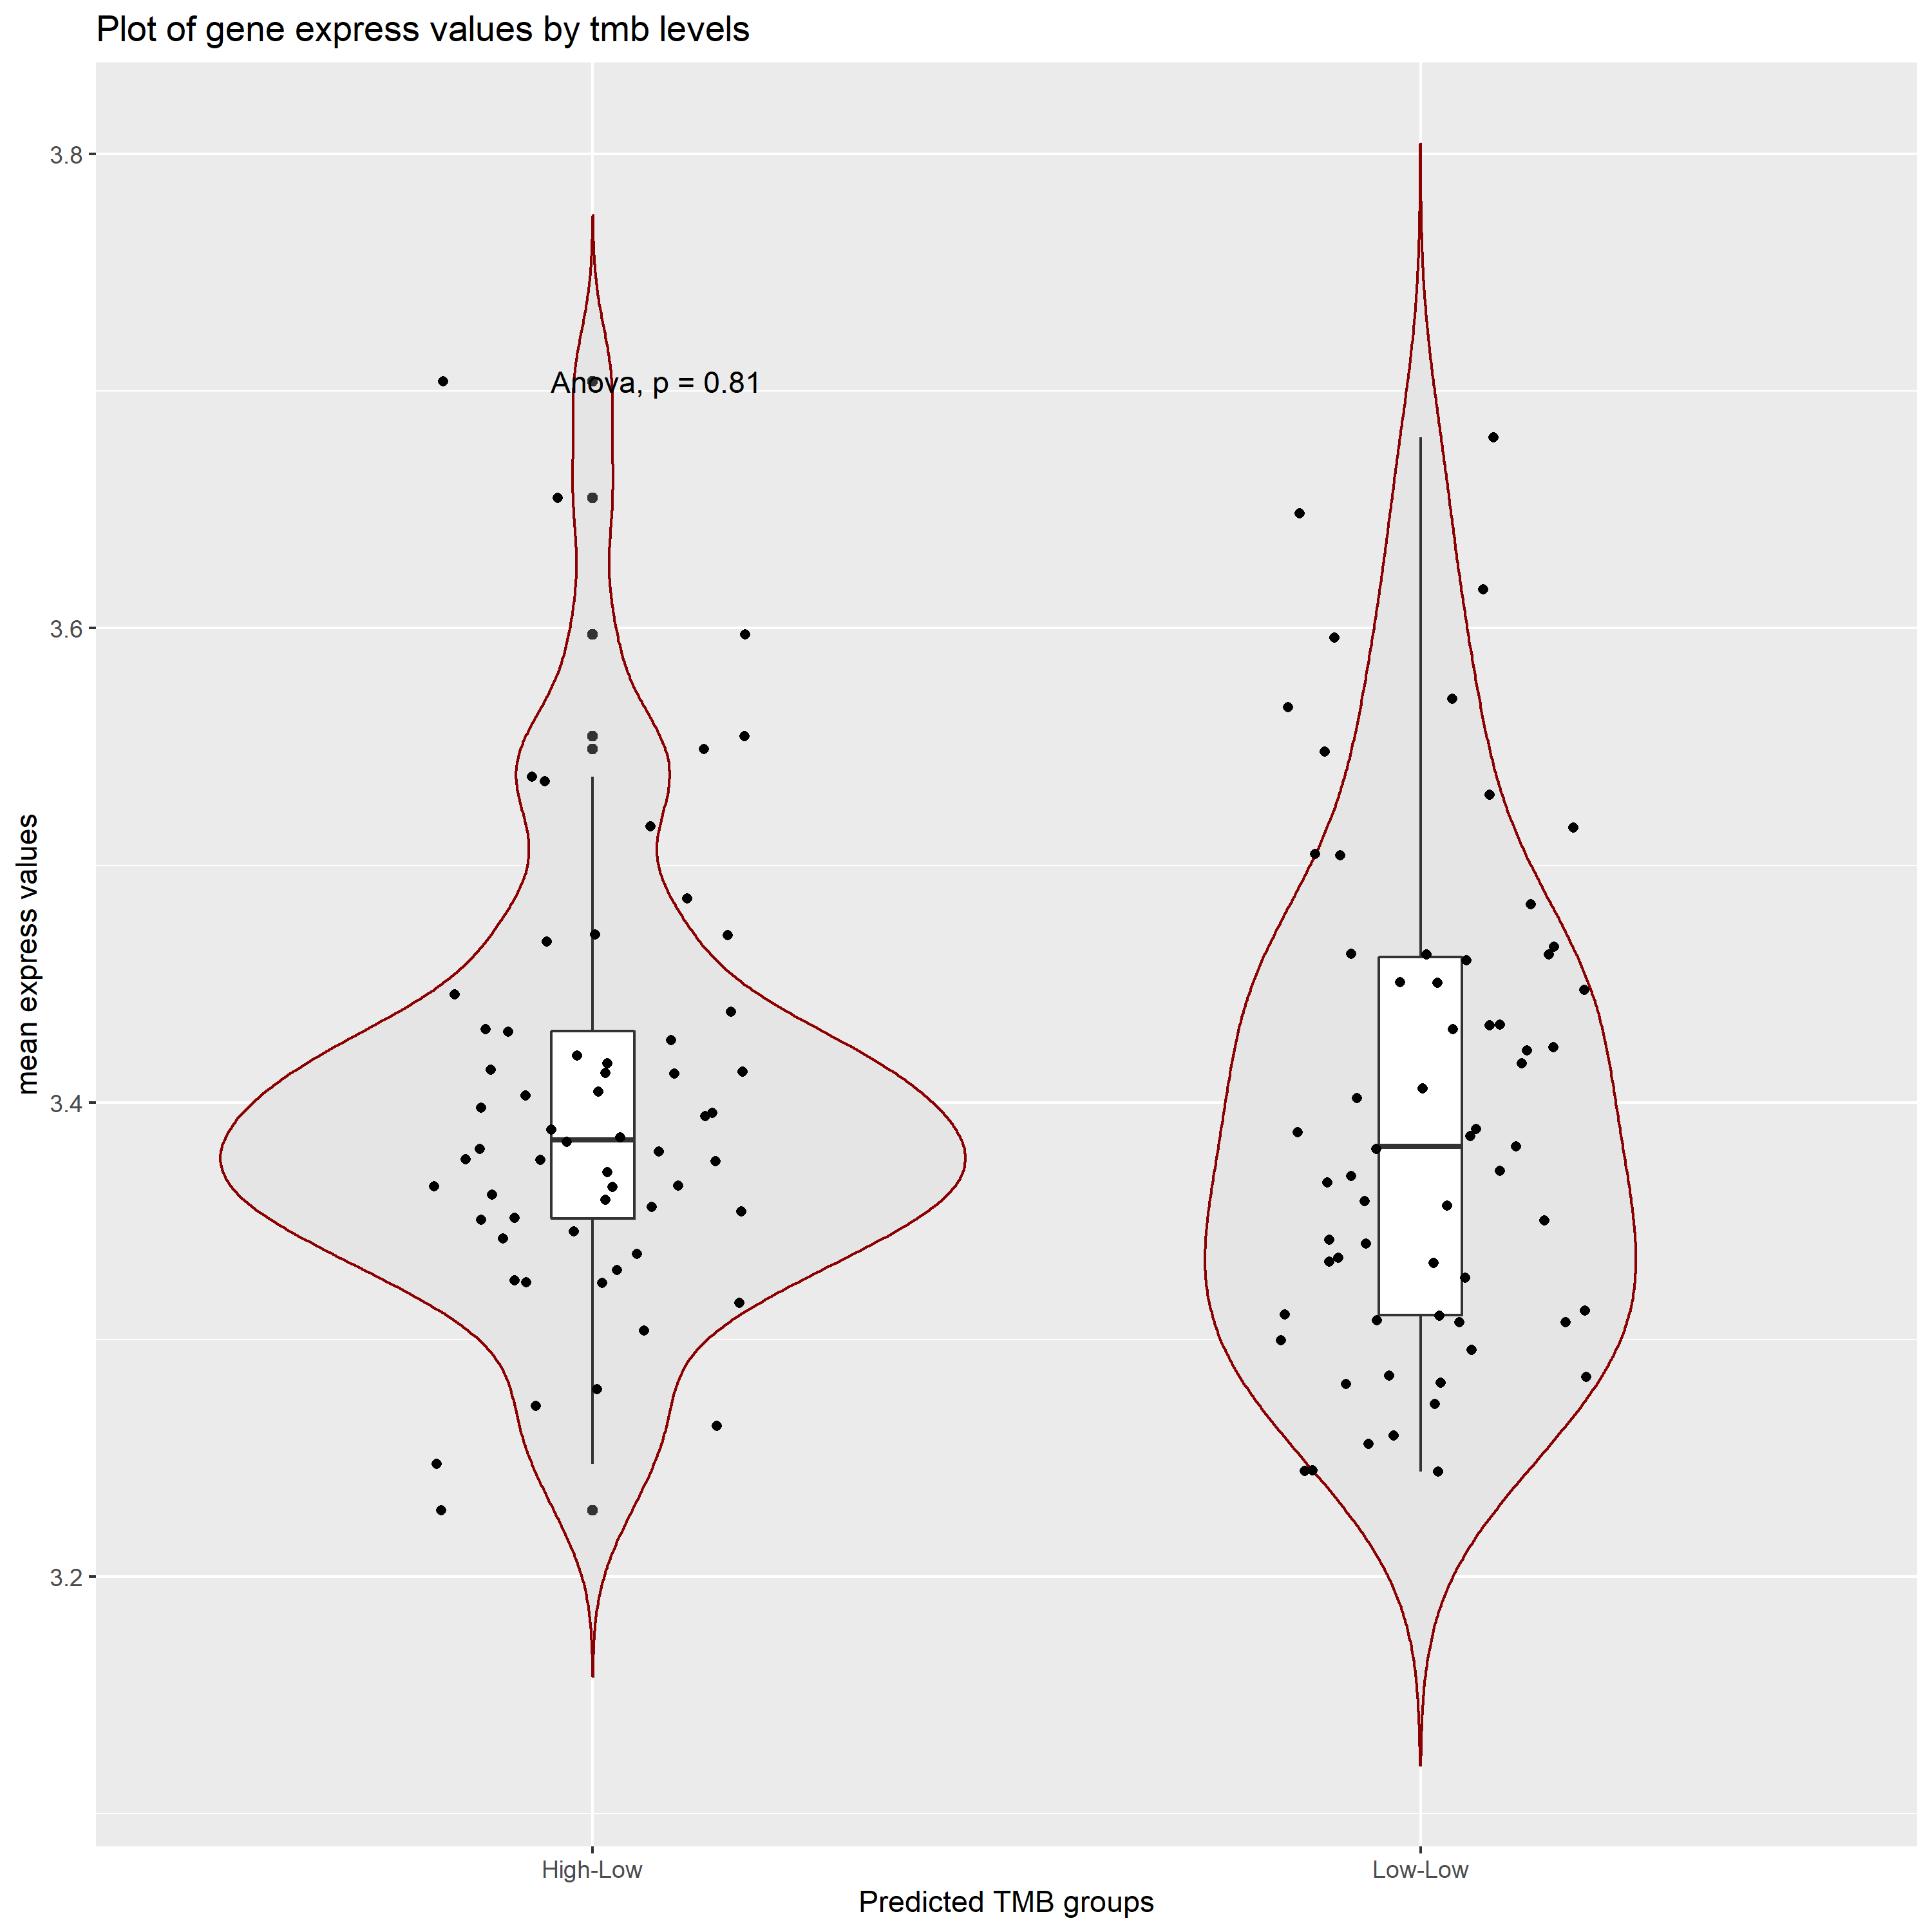 Plot of gene express values by tmb levels
3.8
Anova, p = 0.81
3.6
mean express values
3.4
3.2
High-Low
Low-Low
Predicted TMB groups